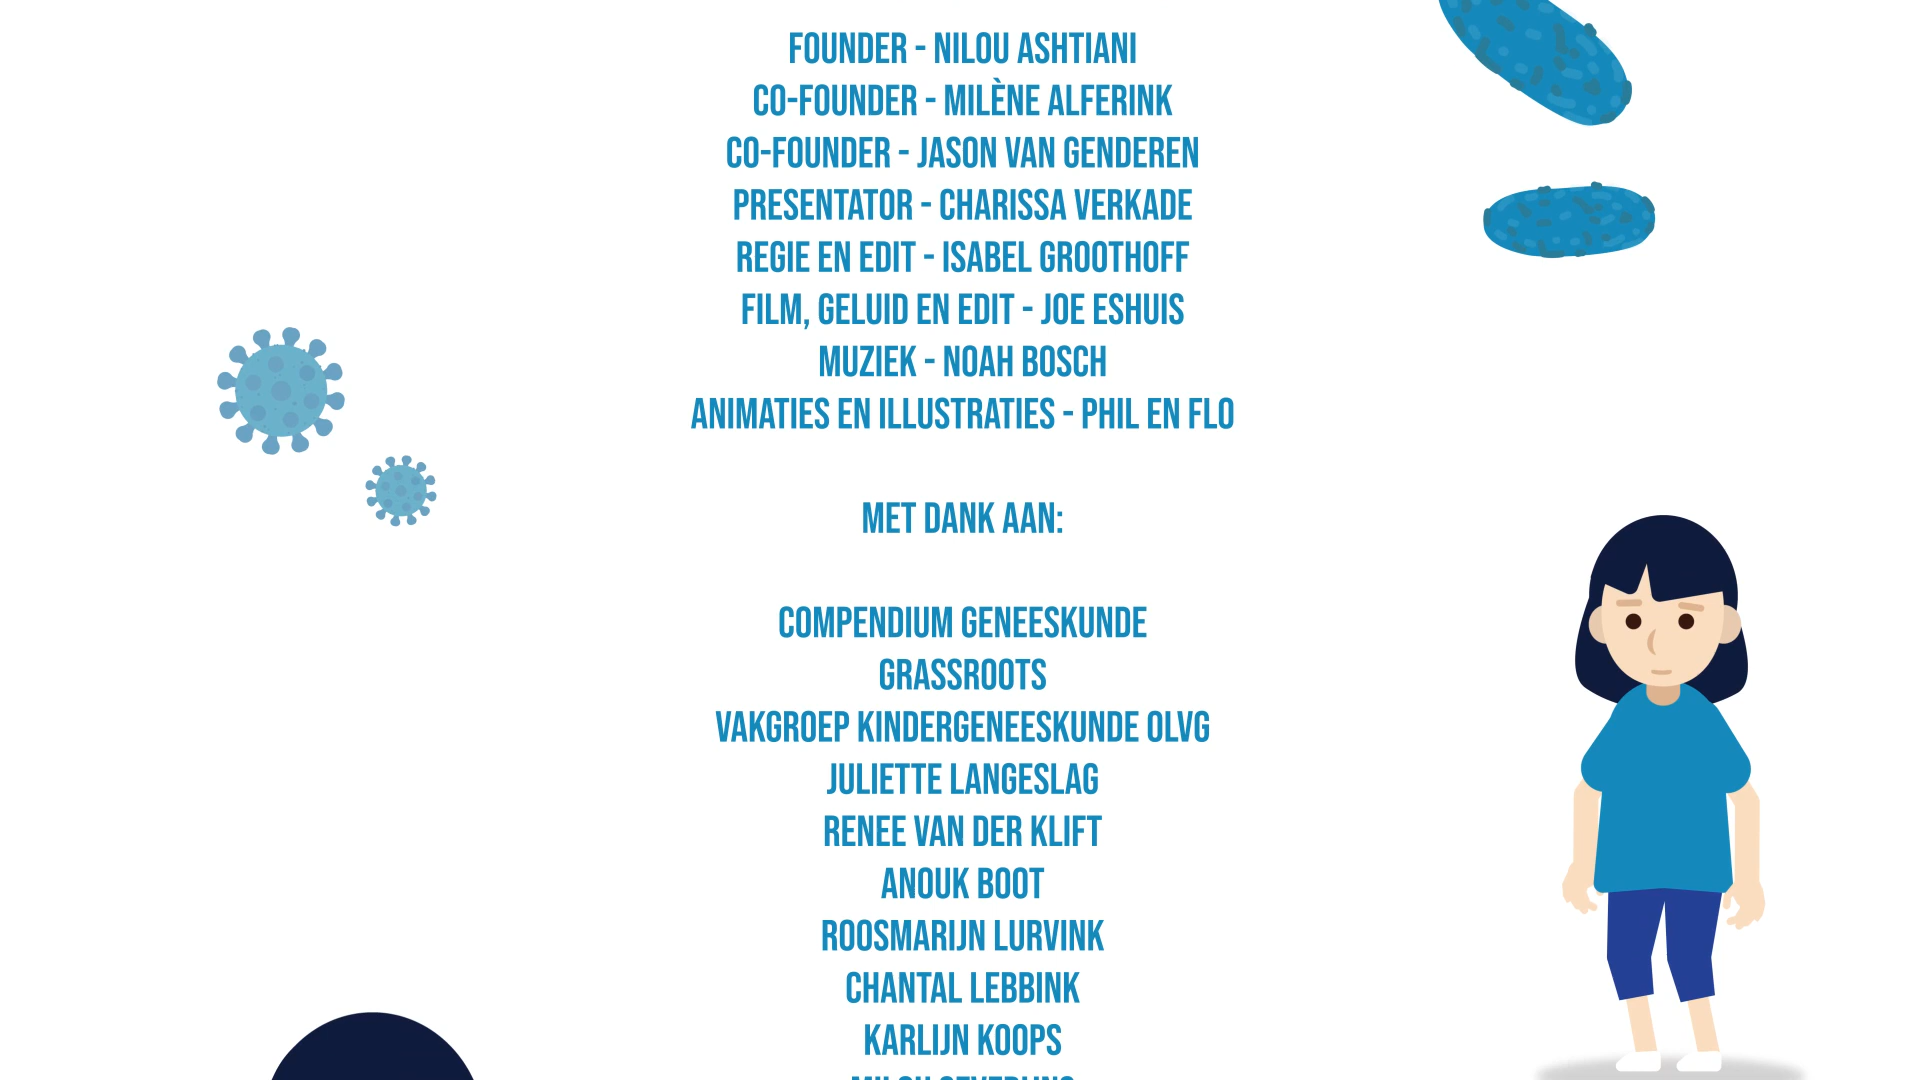 FOUNDER - NILOU ASHTIANI
CO-FOUNDER - MILÈNE ALFERINK
CO-FOUNDER - JASON VAN GENDEREN
PRESENTATOR - CHARISSA VERKADE
REGIE EN EDIT - ISABEL GROOTHOFF
FILM, GELUID EN EDIT - JOE ESHUIS
MUZIEK - NOAH BOSCH
ANIMATIES EN ILLUSTRATIES - PHIL EN FLO
MET DANK AAN:
COMPENDIUM GENEESKUNDE
GRASSROOTS
VAKGROEP KINDERGENEESKUNDE OLVG
JULIETTE LANGESLAG
RENEE VAN DER KLIFT
ANOUK BOOT
ROOSMARIJN LURVINK
CHANTAL LEBBINK
KARLIJN KOOPS